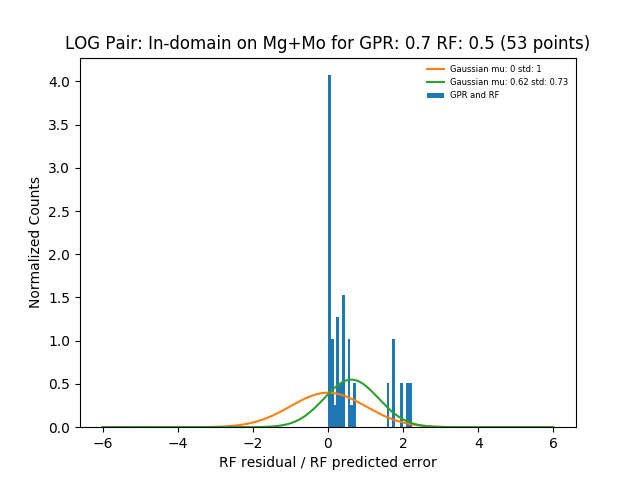 LOG Pair: In-domain on Mg+Mo for GPR: 0.7 RF: 0.5 (53 points)
Gaussian mu: 0 std: 1
Gaussian mu: 0.62 std: 0.73
GPR and RF
Normalized Counts
4.0
3.5
3.0
2.5
2.0
1.5
1.0
0.5
0.0
−6 −4 −2 0 2 4 6
RF residual / RF predicted error